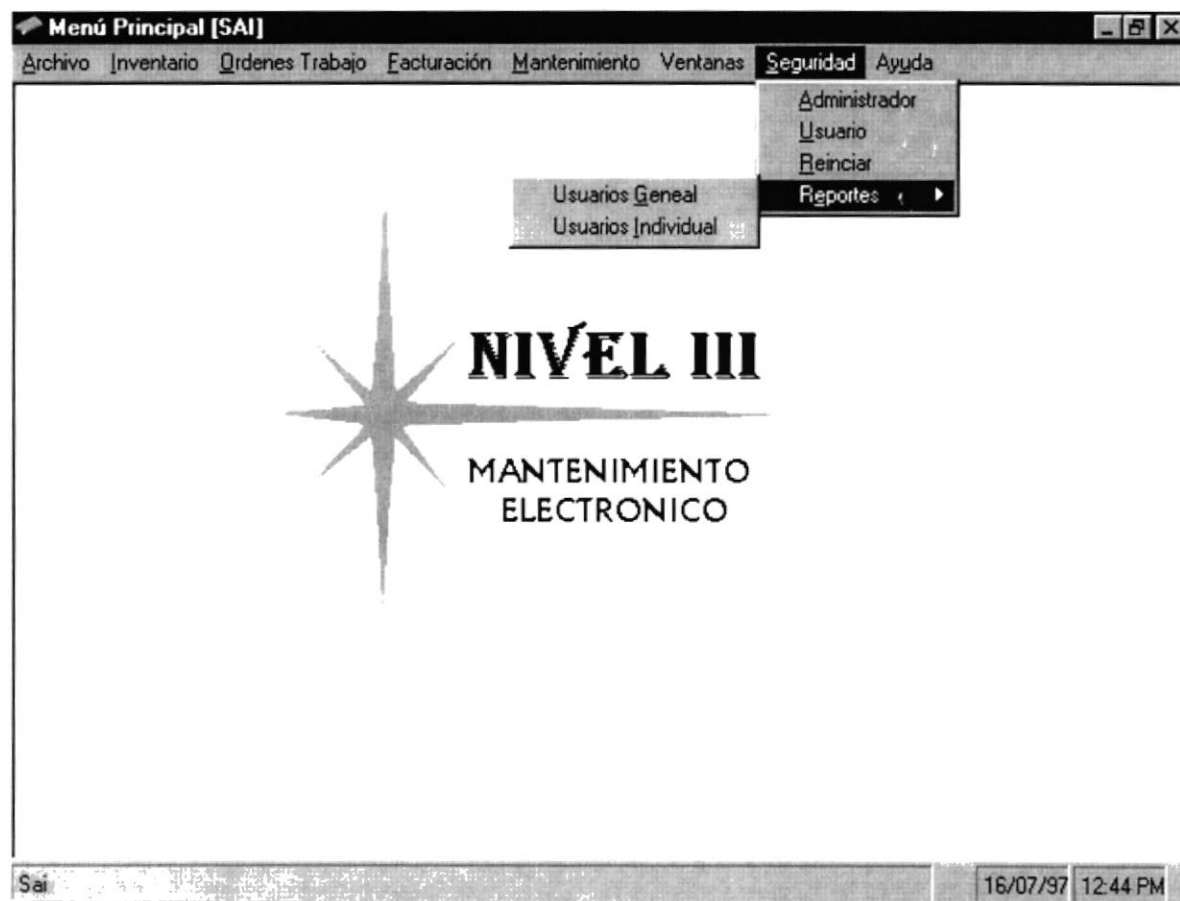 Menú Principal [SAI]
Archivo Inventario Ordenes Trabajo Facturación Mantenimiento Ventanas Seguridad Ayuda
Administrador
Usuario
Reinciar
Reportes
Usuarios Geneal
Usuarios Individual
NIVEL III
MANTENIMIENTO
ELECTRONICO
Sai 16/07/97 12:44 PM